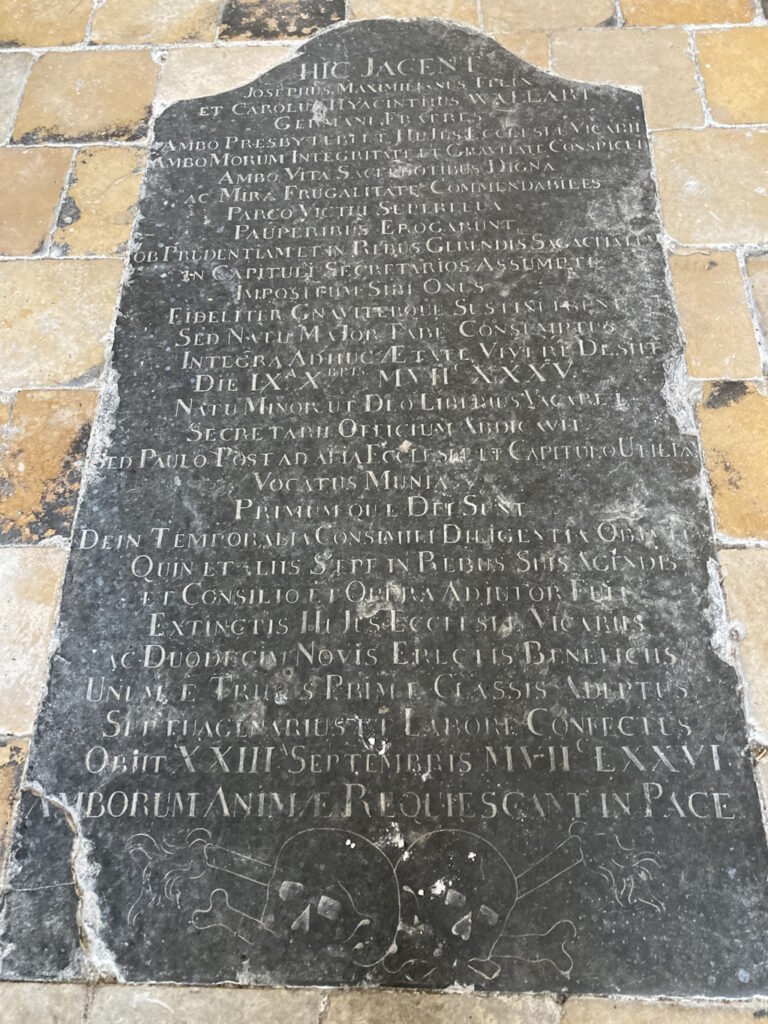 HIC JACENT
JOSEPHUS MAXIMILIANUS FELIX
ET CAROLUS HYACINTHUS WALLART
GERMANI FRATRES
AMBO PRESBYTERI ET HUJUS ECCLESIÆ VICARII
AMBO MORUM INTEGRITATE ET GRAVITATE CONSPICUI
AMBO VITA SACERDOTIBUS DIGNA
AC MIRA FRUGALITATE COMMENDABILES
PARCO VICTUI SUPERFLUA
PAUPERIBUS EROGARUNT
OB PRUDENTIAM ET IN REBUS GERENDIS SAGACITATEM
IN CAPITULI SECRETARIOS ASSUMPTI
IMPOSITUM SIBI ONUS
FIDELITER GNAVITERQUE SUSTINUERUNT
SED NATU MAJOR TABE CONSUMPTUS
INTEGRA ADHUC ÆTATE VIVERE DESIIT
DIE IXᴬ XBRIS MVIIᶜ XXXV
NATU MINOR UT DEO LIBERIUS VACARET
SECRETARII OFFICIUM ABDICAVIT
SED PAULO POST AD ALIA ECCLESIÆ ET CAPITULO UTILIA
VOCATUS MUNIA
PRIMUM QUÆ DEI SUNT
DEIN TEMPORALIA CONSIMILI DILIGENTIA OBIVIT
QUIN ET ALIIS SÆPE IN REBUS SUIS AGENDIS
ET CONSILIO ET OPERA ADJUTOR FUIT
EXTINCTIS HUJUS ECCLESIÆ VICARIIS
AC DUODECIM NOVIS ERECTIS BENEFICIIS
UNUM È TRIBUS PRIMÆ CLASSIS ADEPTUS
SEPTUAGENARIUS ET LABORE CONFECTUS
OBIIT XXIIIᴬ SEPTEMBRIS MVIIᶜ LXXVI
AMBORUM ANIMÆ REQUIESCANT IN PACE